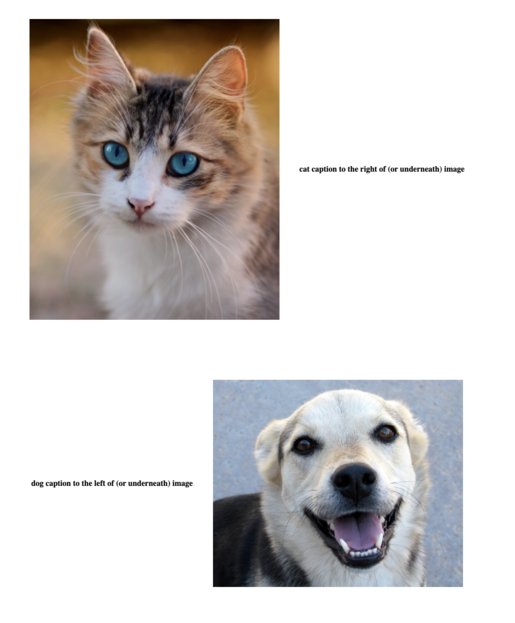 cat caption to the right of (or underneath) image
dog caption to the left of (or underneath) image